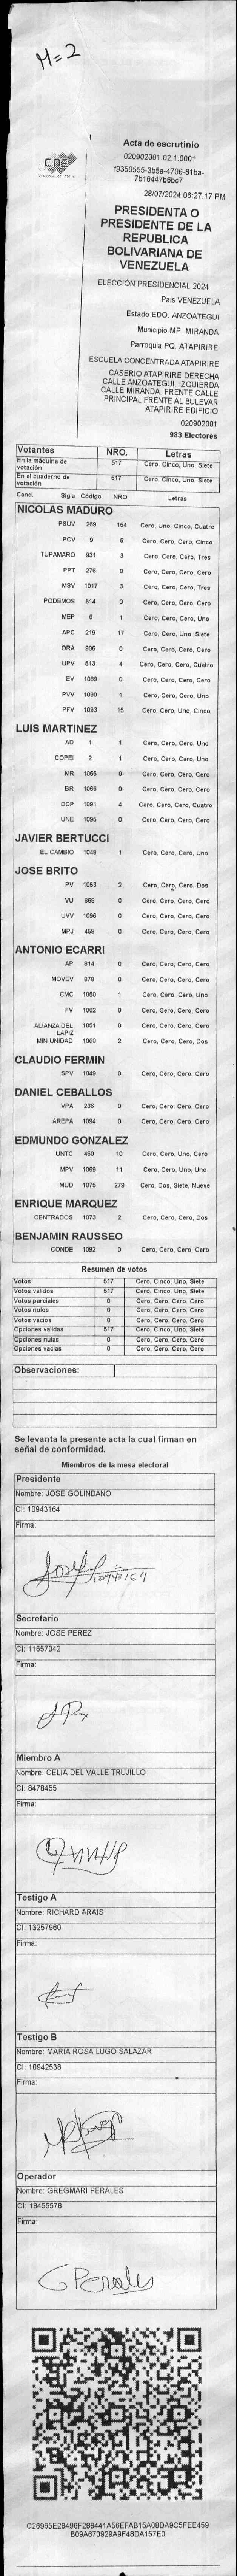 M=2
CNE
Acta de escrutinio
020902001.02.1.0001
f9350555-3b5a-4706-81ba-
7b16447b6bc7
28/07/2024 06:27:17 PM
PRESIDENTA O
PRESIDENTE DE LA
REPUBLICA
BOLIVARIANA DE
VENEZUELA
ELECCIÓN PRESIDENCIAL 2024
País VENEZUELA
Estado EDO. ANZOATEGUI
Municipio MP. MIRANDA
Parroquia PQ. ATAPIRIRE
ESCUELA CONCENTRADA ATAPIRIRE
CASERIO ATAPIRIRE DERECHA
CALLE ANZOATEGUI. IZQUIERDA
CALLE MIRANDA. FRENTE CALLE
PRINCIPAL FRENTE AL BULEVAR
ATAPIRIRE EDIFICIO
020902001
983 Electores
Votantes NRO. Letras
En la máquina de votación 517 Cero, Cinco, Uno, Siete
En el cuaderno de votación 517 Cero, Cinco, Uno, Siete
Cand. Sigla Código NRO. Letras
NICOLAS MADURO
PSUV 269 154 Cero, Uno, Cinco, Cuatro
PCV 9 5 Cero, Cero, Cero, Cinco
TUPAMARO 931 3 Cero, Cero, Cero, Tres
PPT 276 0 Cero, Cero, Cero, Cero
MSV 1017 3 Cero, Cero, Cero, Tres
PODEMOS 514 0 Cero, Cero, Cero, Cero
MEP 6 1 Cero, Cero, Cero, Uno
APC 219 17 Cero, Cero, Uno, Siete
ORA 906 0 Cero, Cero, Cero, Cero
UPV 513 4 Cero, Cero, Cero, Cuatro
EV 1089 0 Cero, Cero, Cero, Cero
PVV 1090 1 Cero, Cero, Cero, Uno
PFV 1093 15 Cero, Cero, Uno, Cinco
LUIS MARTINEZ
AD 1 1 Cero, Cero, Cero, Uno
COPEI 2 1 Cero, Cero, Cero, Uno
MR 1055 0 Cero, Cero, Cero, Cero
BR 1066 0 Cero, Cero, Cero, Cero
DDP 1091 4 Cero, Cero, Cero, Cuatro
UNE 1095 0 Cero, Cero, Cero, Cero
JAVIER BERTUCCI
EL CAMBIO 1048 1 Cero, Cero, Cero, Uno
JOSE BRITO
PV 1053 2 Cero, Cero, Cero, Dos
VU 968 0 Cero, Cero, Cero, Cero
UVV 1096 0 Cero, Cero, Cero, Cero
MPJ 459 0 Cero, Cero, Cero, Cero
ANTONIO ECARRI
AP 814 0 Cero, Cero, Cero, Cero
MOVEV 878 0 Cero, Cero, Cero, Cero
CMC 1050 1 Cero, Cero, Cero, Uno
FV 1052 0 Cero, Cero, Cero, Cero
ALIANZA DEL LAPIZ 1051 0 Cero, Cero, Cero, Cero
MIN UNIDAD 1068 2 Cero, Cero, Cero, Dos
CLAUDIO FERMIN
SPV 1049 0 Cero, Cero, Cero, Cero
DANIEL CEBALLOS
VPA 236 0 Cero, Cero, Cero, Cero
AREPA 1094 0 Cero, Cero, Cero, Cero
EDMUNDO GONZALEZ
UNTC 460 10 Cero, Cero, Uno, Cero
MPV 1069 11 Cero, Cero, Uno, Uno
MUD 1075 279 Cero, Dos, Siete, Nueve
ENRIQUE MARQUEZ
CENTRADOS 1073 2 Cero, Cero, Cero, Dos
BENJAMIN RAUSSEO
CONDE 1092 0 Cero, Cero, Cero, Cero
Resumen de votos
Votos 517 Cero, Cinco, Uno, Siete
Votos válidos 517 Cero, Cinco, Uno, Siete
Votos parciales 0 Cero, Cero, Cero, Cero
Votos nulos 0 Cero, Cero, Cero, Cero
Votos vacíos 0 Cero, Cero, Cero, Cero
Opciones validas 517 Cero, Cinco, Uno, Siete
Opciones nulas 0 Cero, Cero, Cero, Cero
Opciones vacias 0 Cero, Cero, Cero, Cero
Observaciones:
Se levanta la presente acta la cual firman en
señal de conformidad.
Miembros de la mesa electoral
Presidente
Nombre: JOSE GOLINDANO
CI: 10943164
Firma:
10943164
Secretario
Nombre: JOSE PEREZ
CI: 11657042
Firma:
Miembro A
Nombre: CELIA DEL VALLE TRUJILLO
CI: 8478455
Firma:
Testigo A
Nombre: RICHARD ARAIS
CI: 13257960
Firma:
Testigo B
Nombre: MARIA ROSA LUGO SALAZAR
CI: 10942538
Firma:
Operador
Nombre: GREGMARI PERALES
CI: 18455578
Firma:
GPerales
C26965E28496F288441A56EFAB15A08DA9C5FEE459
B09A670929A9F48DA157E0